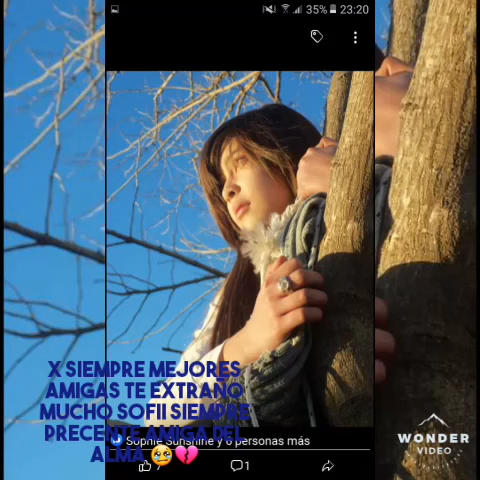 35% 23:20
X SIEMPRE MEJORES
AMIGAS TE EXTRAÑO
MUCHO SOFII SIEMPRE
PRECENTE AMIGA DEL
ALMA 🥹💔
Sophie Sunshine y 6 personas más
7
1
WONDER
VIDEO